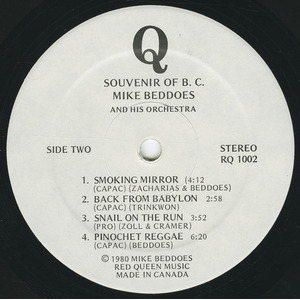 Q
SOUVENIR OF B. C.
MIKE BEDDOES
AND HIS ORCHESTRA
SIDE TWO
STEREO
RQ 1002
1. SMOKING MIRROR (4:12
(CAPAC) (ZACHARIAS & BEDDOES)
2. BACK FROM BABYLON 2:58
(CAPAC) (TRINKWON)
3. SNAIL ON THE RUN 3:52
(PRO) (ZOLL & CRAMER)
4. PINOCHET REGGAE 6:20
(CAPAC) (BEDDOES)
© 1980 MIKE BEDDOES
RED QUEEN MUSIC
MADE IN CANADA